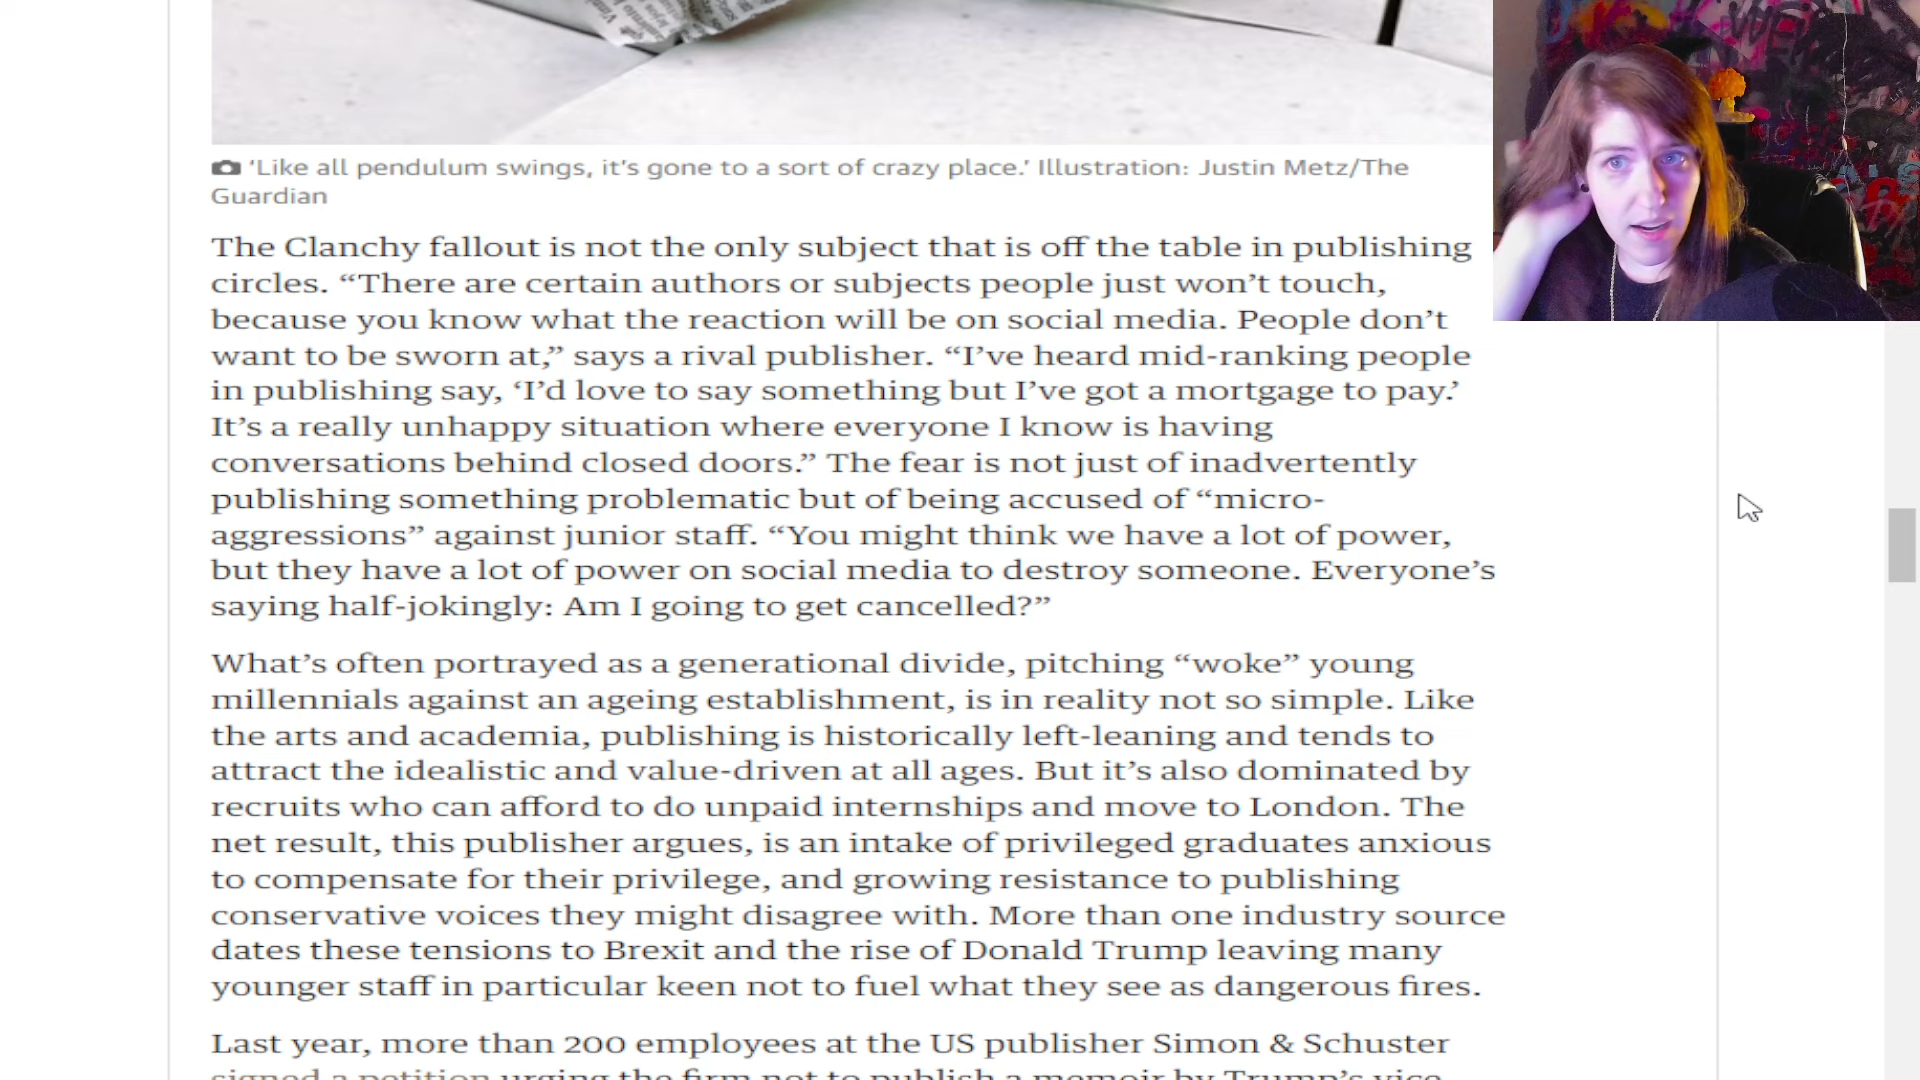 'Like all pendulum swings, it's gone to a sort of crazy place.' Illustration: Justin Metz/The
Guardian
The Clanchy fallout is not the only subject that is off the table in publishing
circles. “There are certain authors or subjects people just won’t touch,
because you know what the reaction will be on social media. People don’t
want to be sworn at,” says a rival publisher. “I’ve heard mid-ranking people
in publishing say, ‘I’d love to say something but I’ve got a mortgage to pay.’
It’s a really unhappy situation where everyone I know is having
conversations behind closed doors.” The fear is not just of inadvertently
publishing something problematic but of being accused of “micro-
aggressions” against junior staff. “You might think we have a lot of power,
but they have a lot of power on social media to destroy someone. Everyone’s
saying half-jokingly: Am I going to get cancelled?”
What’s often portrayed as a generational divide, pitching “woke” young
millennials against an ageing establishment, is in reality not so simple. Like
the arts and academia, publishing is historically left-leaning and tends to
attract the idealistic and value-driven at all ages. But it’s also dominated by
recruits who can afford to do unpaid internships and move to London. The
net result, this publisher argues, is an intake of privileged graduates anxious
to compensate for their privilege, and growing resistance to publishing
conservative voices they might disagree with. More than one industry source
dates these tensions to Brexit and the rise of Donald Trump leaving many
younger staff in particular keen not to fuel what they see as dangerous fires.
Last year, more than 200 employees at the US publisher Simon & Schuster
signed a petition urging the firm not to publish a memoir by Trump’s vice